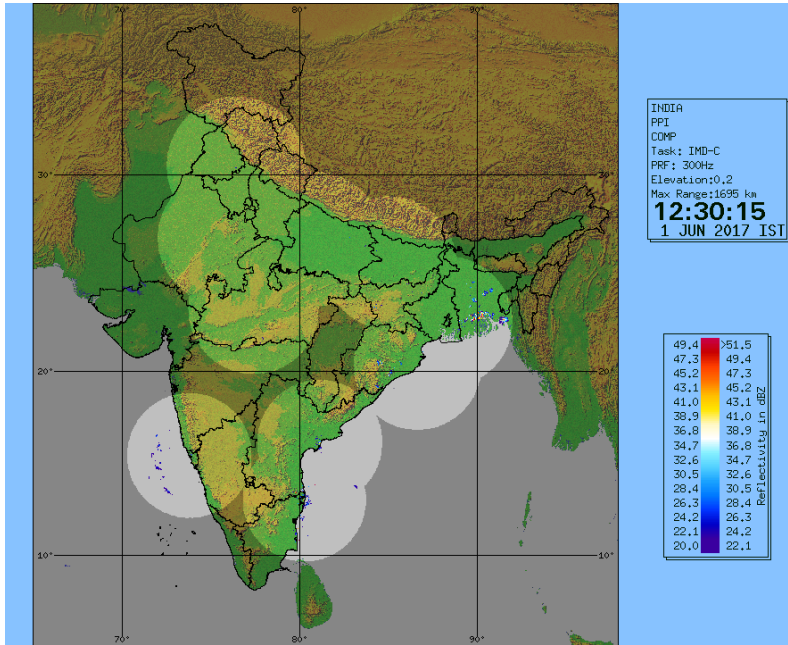 70° 80° 90°
INDIA
PPI
COMP
Task: IMD-C
PRF: 300Hz
Elevation:0.2
Max Range:1695 km
12:30:15
1 JUN 2017 IST
30° 30°
20° 20°
10° 10°
70° 80° 90°
49.4 >51.5
47.3 49.4
45.2 47.3
43.1 45.2
41.0 43.1
38.9 41.0
36.8 38.9
34.7 36.8
32.6 34.7
30.5 32.6
28.4 30.5
26.3 28.4
24.2 26.3
22.1 24.2
20.0 22.1
Reflectivity in dBZ